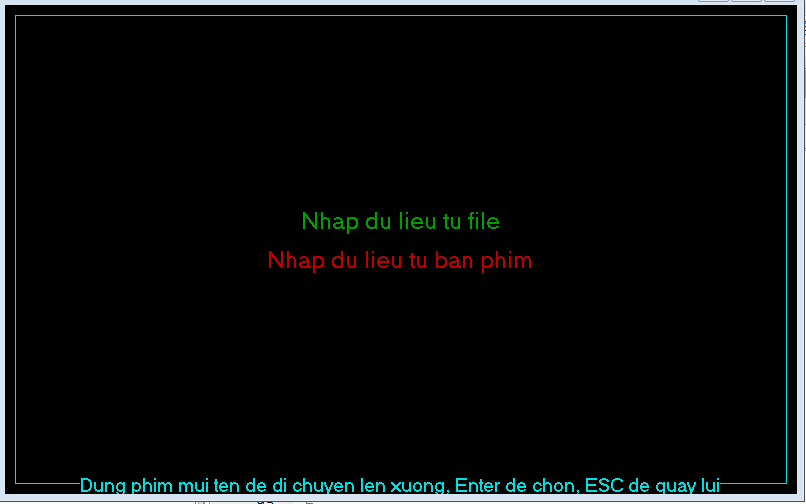 Nhap du lieu tu file
Nhap du lieu tu ban phim
Dung phim mui ten de di chuyen len xuong, Enter de chon, ESC de quay lui